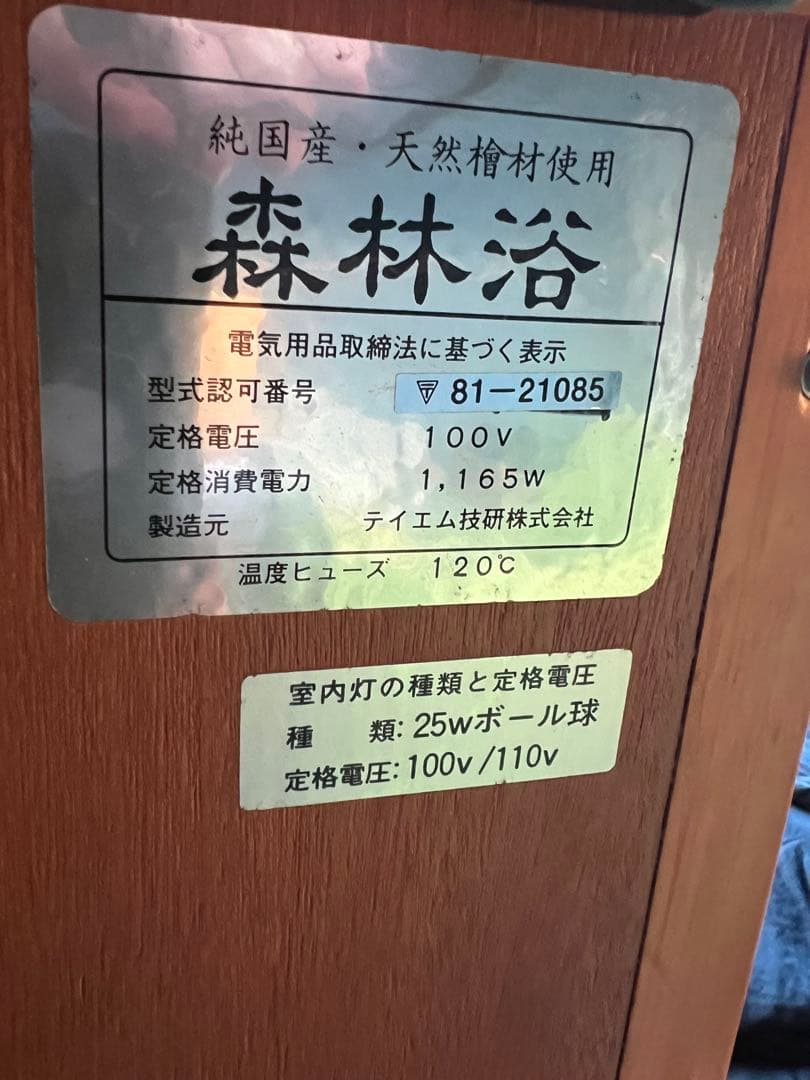 純国産・天然檜材使用
森林浴
電気用品取締法に基づく表示
型式認可番号 〒 81-21085
定格電圧 100V
定格消費電力 1,165W
製造元 テイエム技研株式会社
温度ヒューズ 120℃
室内灯の種類と定格電圧
種 類: 25wボール球
定格電圧: 100v/110v